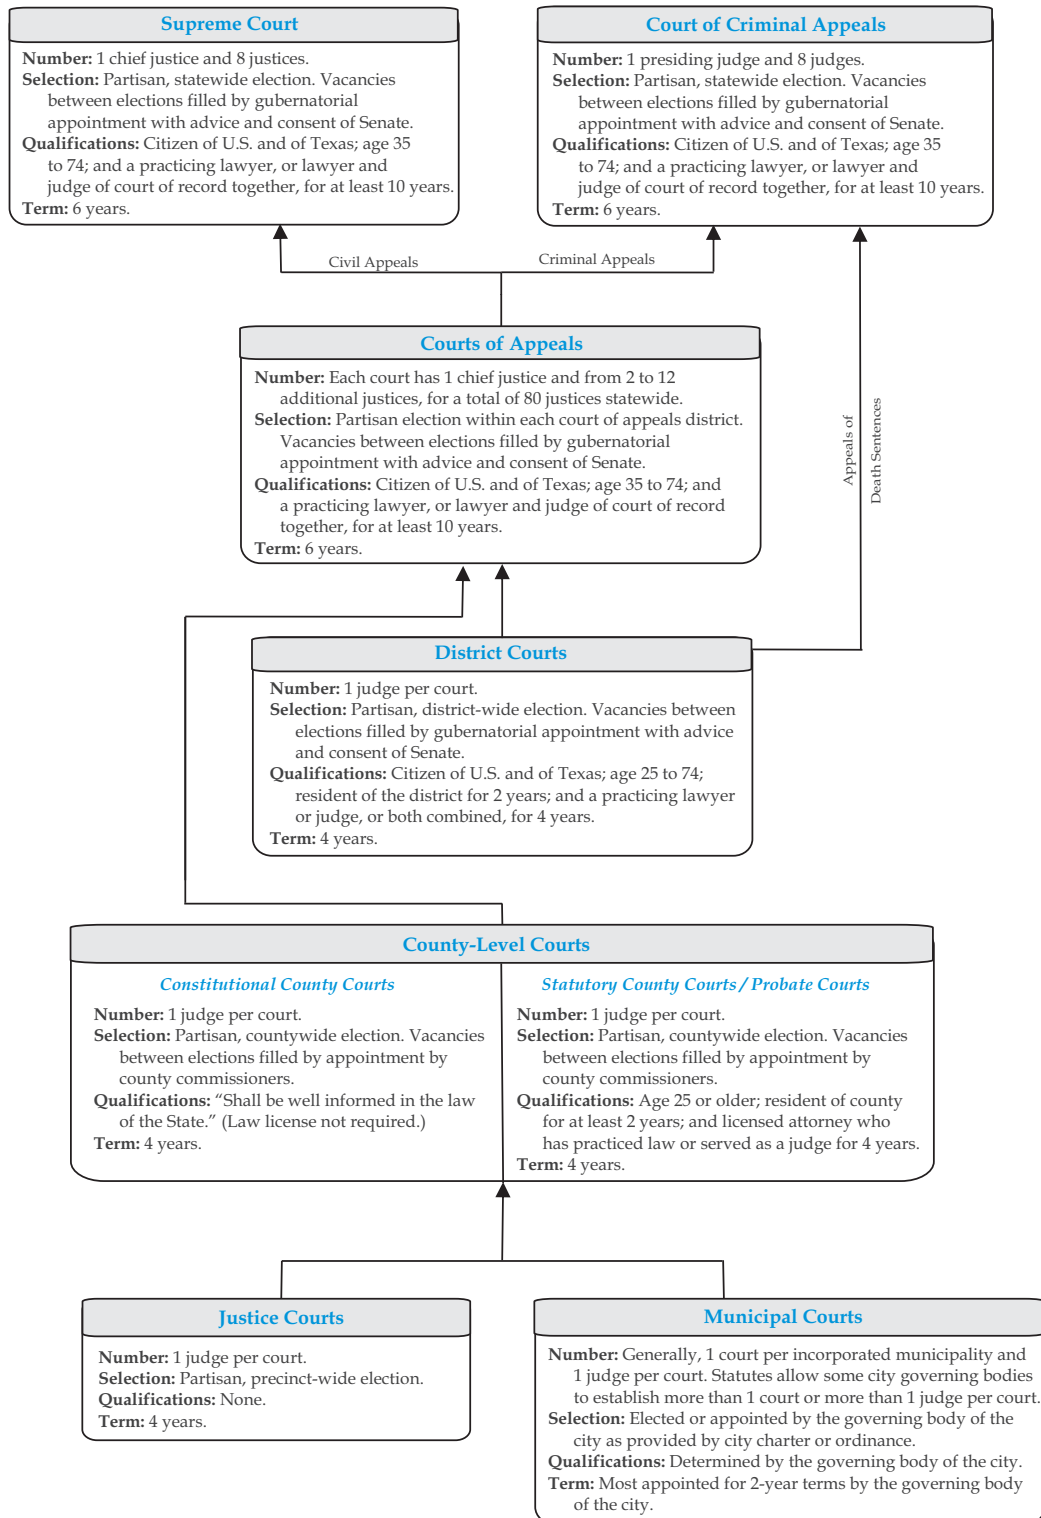 Supreme Court
Number: 1 chief justice and 8 justices.
Selection: Partisan, statewide election. Vacancies
between elections filled by gubernatorial
appointment with advice and consent of Senate.
Qualifications: Citizen of U.S. and of Texas; age 35
to 74; and a practicing lawyer, or lawyer and
judge of court of record together, for at least 10 years.
Term: 6 years.
Court of Criminal Appeals
Number: 1 presiding judge and 8 judges.
Selection: Partisan, statewide election. Vacancies
between elections filled by gubernatorial
appointment with advice and consent of Senate.
Qualifications: Citizen of U.S. and of Texas; age 35
to 74; and a practicing lawyer, or lawyer and
judge of court of record together, for at least 10 years.
Term: 6 years.
Civil Appeals
Criminal Appeals
Appeals of
Death Sentences
Courts of Appeals
Number: Each court has 1 chief justice and from 2 to 12
additional justices, for a total of 80 justices statewide.
Selection: Partisan election within each court of appeals district.
Vacancies between elections filled by gubernatorial
appointment with advice and consent of Senate.
Qualifications: Citizen of U.S. and of Texas; age 35 to 74; and
a practicing lawyer, or lawyer and judge of court of record
together, for at least 10 years.
Term: 6 years.
District Courts
Number: 1 judge per court.
Selection: Partisan, district-wide election. Vacancies between
elections filled by gubernatorial appointment with advice
and consent of Senate.
Qualifications: Citizen of U.S. and of Texas; age 25 to 74;
resident of the district for 2 years; and a practicing lawyer
or judge, or both combined, for 4 years.
Term: 4 years.
County-Level Courts
Constitutional County Courts
Number: 1 judge per court.
Selection: Partisan, countywide election. Vacancies
between elections filled by appointment by
county commissioners.
Qualifications: “Shall be well informed in the law
of the State.” (Law license not required.)
Term: 4 years.
Statutory County Courts / Probate Courts
Number: 1 judge per court.
Selection: Partisan, countywide election. Vacancies
between elections filled by appointment by
county commissioners.
Qualifications: Age 25 or older; resident of county
for at least 2 years; and licensed attorney who
has practiced law or served as a judge for 4 years.
Term: 4 years.
Justice Courts
Number: 1 judge per court.
Selection: Partisan, precinct-wide election.
Qualifications: None.
Term: 4 years.
Municipal Courts
Number: Generally, 1 court per incorporated municipality and
1 judge per court. Statutes allow some city governing bodies
to establish more than 1 court or more than 1 judge per court.
Selection: Elected or appointed by the governing body of the
city as provided by city charter or ordinance.
Qualifications: Determined by the governing body of the city.
Term: Most appointed for 2-year terms by the governing body
of the city.